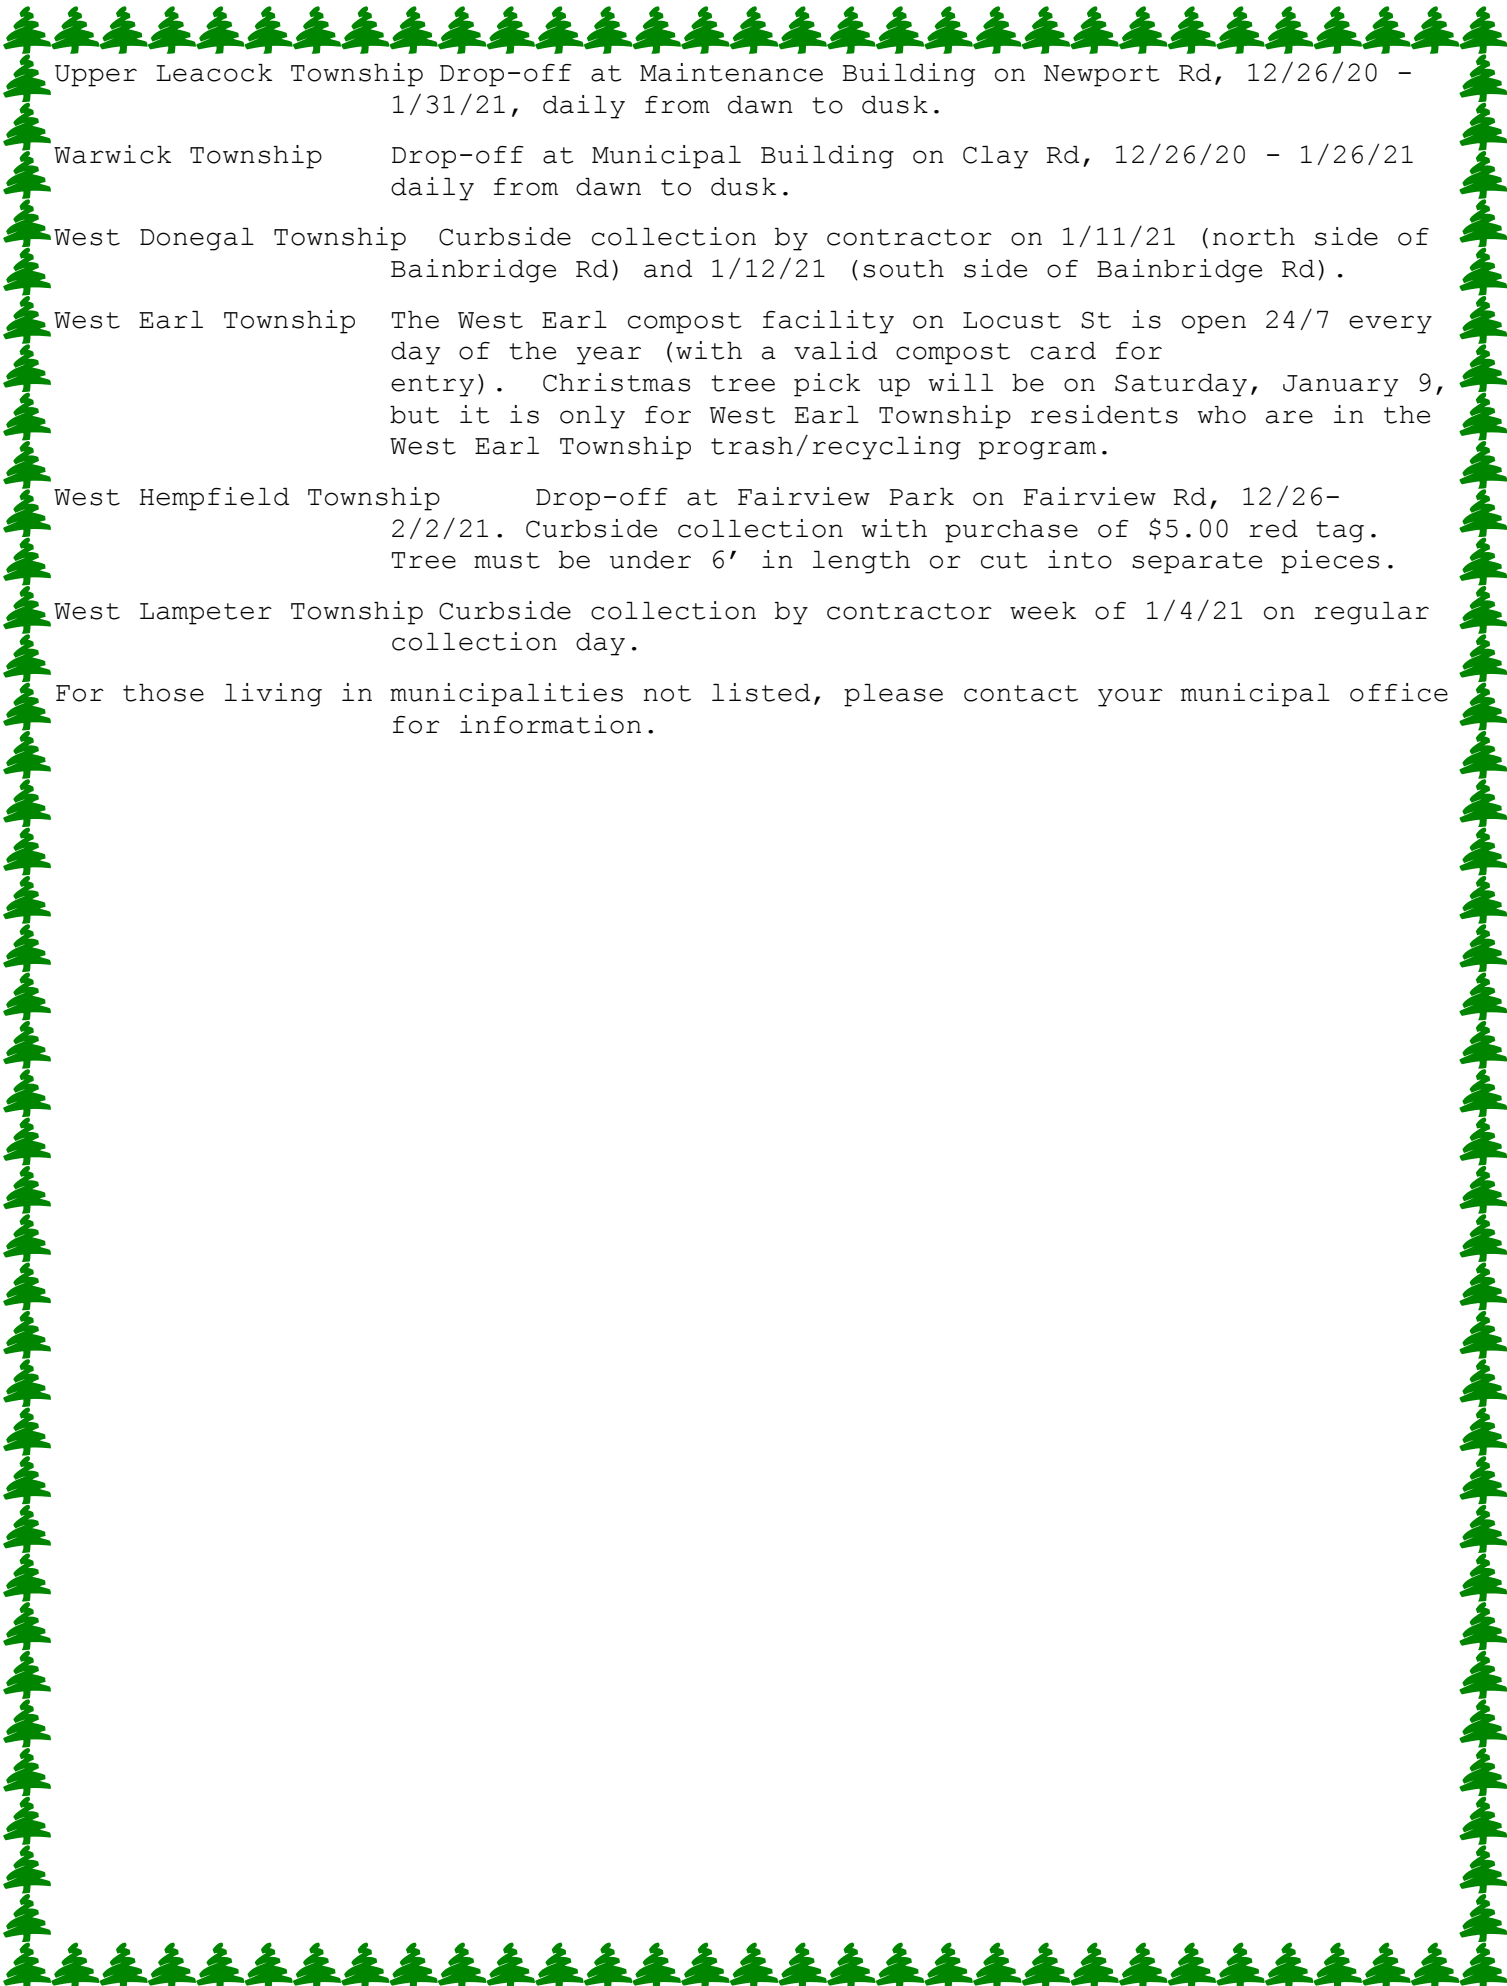 Upper Leacock Township Drop-off at Maintenance Building on Newport Rd, 12/26/20 -
1/31/21, daily from dawn to dusk.
Warwick Township Drop-off at Municipal Building on Clay Rd, 12/26/20 - 1/26/21
daily from dawn to dusk.
West Donegal Township Curbside collection by contractor on 1/11/21 (north side of
Bainbridge Rd) and 1/12/21 (south side of Bainbridge Rd).
West Earl Township The West Earl compost facility on Locust St is open 24/7 every
day of the year (with a valid compost card for
entry). Christmas tree pick up will be on Saturday, January 9,
but it is only for West Earl Township residents who are in the
West Earl Township trash/recycling program.
West Hempfield Township Drop-off at Fairview Park on Fairview Rd, 12/26-
2/2/21. Curbside collection with purchase of $5.00 red tag.
Tree must be under 6’ in length or cut into separate pieces.
West Lampeter Township Curbside collection by contractor week of 1/4/21 on regular
collection day.
For those living in municipalities not listed, please contact your municipal office
for information.